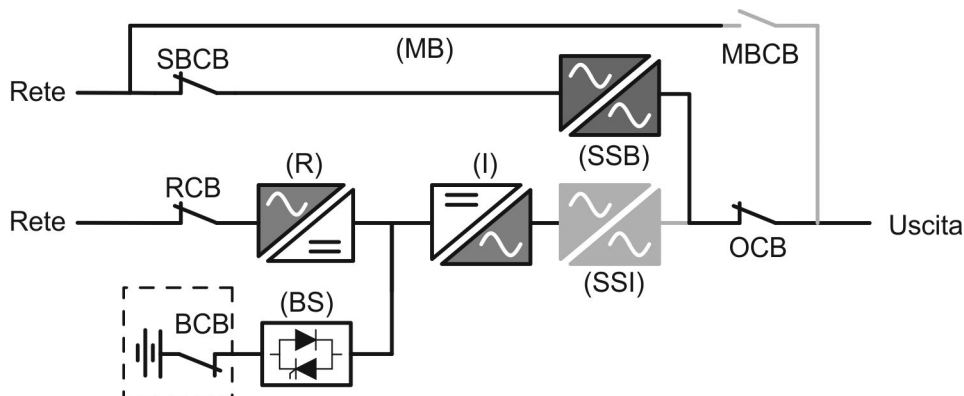 (MB)
SBCB
MBCB
Rete
(SSB)
(R)
(I)
RCB
Rete
Uscita
OCB
(SSI)
(BS)
BCB